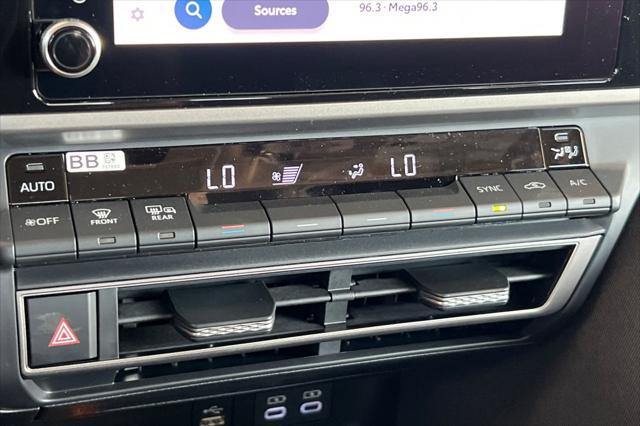 Sources
96.3 · Mega96.3
BB
AUTO
LO
LO
OFF
FRONT
REAR
SYNC
A/C